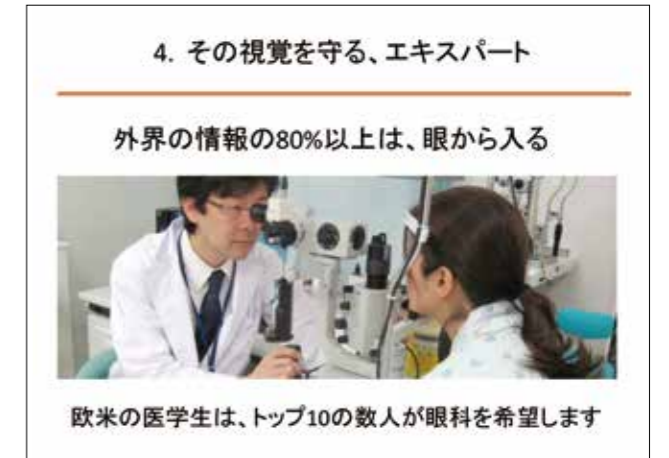 4. その視覚を守る、エキスパート
外界の情報の80%以上は、眼から入る
欧米の医学生は、トップ10の数人が眼科を希望します